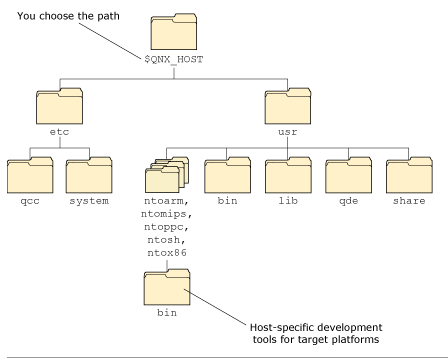 You choose the path
$QNX_HOST
etc
usr
qcc
system
ntoarm,
ntomips,
ntoppc,
ntosh,
ntox86
bin
lib
qde
share
bin
Host-specific development
tools for target platforms